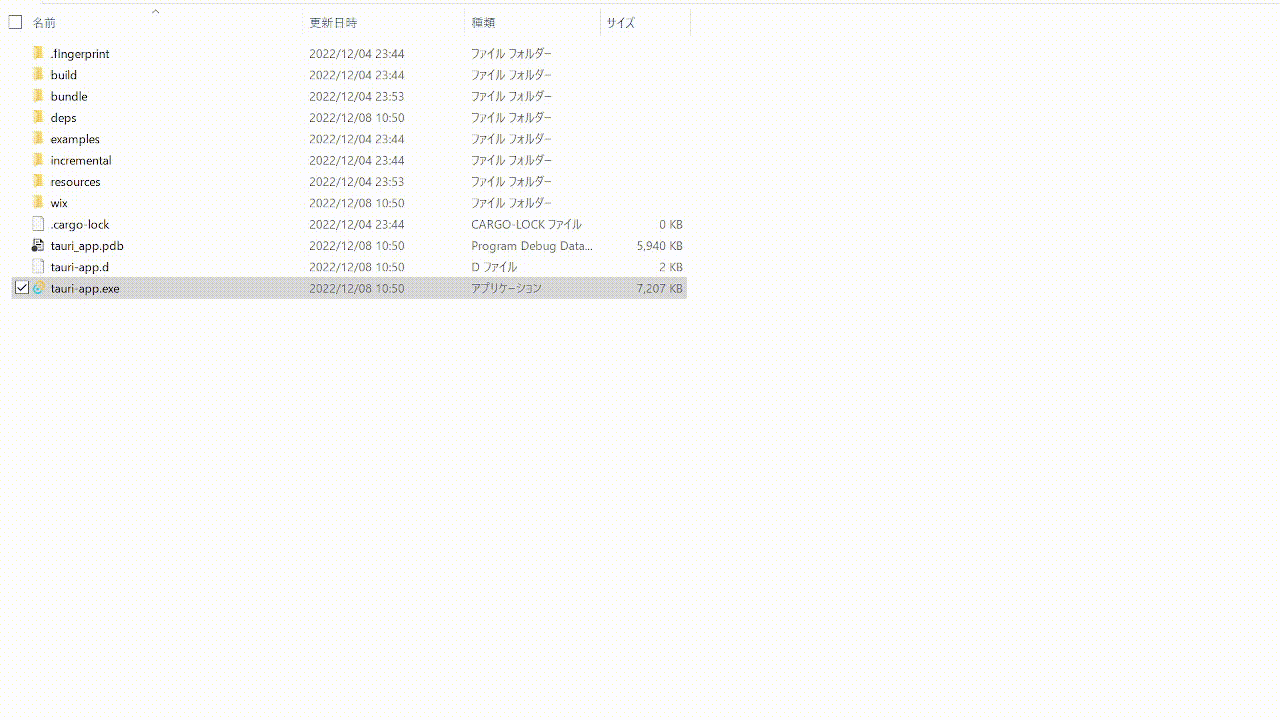 名前 更新日時 種類 サイズ
.fingerprint 2022/12/04 23:44 ファイル フォルダー
build 2022/12/04 23:44 ファイル フォルダー
bundle 2022/12/04 23:53 ファイル フォルダー
deps 2022/12/08 10:50 ファイル フォルダー
examples 2022/12/04 23:44 ファイル フォルダー
incremental 2022/12/04 23:44 ファイル フォルダー
resources 2022/12/04 23:53 ファイル フォルダー
wix 2022/12/08 10:50 ファイル フォルダー
.cargo-lock 2022/12/04 23:44 CARGO-LOCK ファイル 0 KB
tauri_app.pdb 2022/12/08 10:50 Program Debug Data... 5,940 KB
tauri-app.d 2022/12/08 10:50 D ファイル 2 KB
tauri-app.exe 2022/12/08 10:50 アプリケーション 7,207 KB